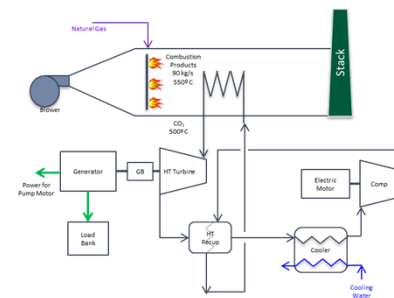 Natural Gas
Combustion
Products
90 kg/s
550ºC
Stack
Blower
CO₂
500ºC
Generator
GB
HT Turbine
Electric
Motor
Comp
Power for
Pump Motor
Load
Bank
HT
Recup
Cooler
Cooling
Water